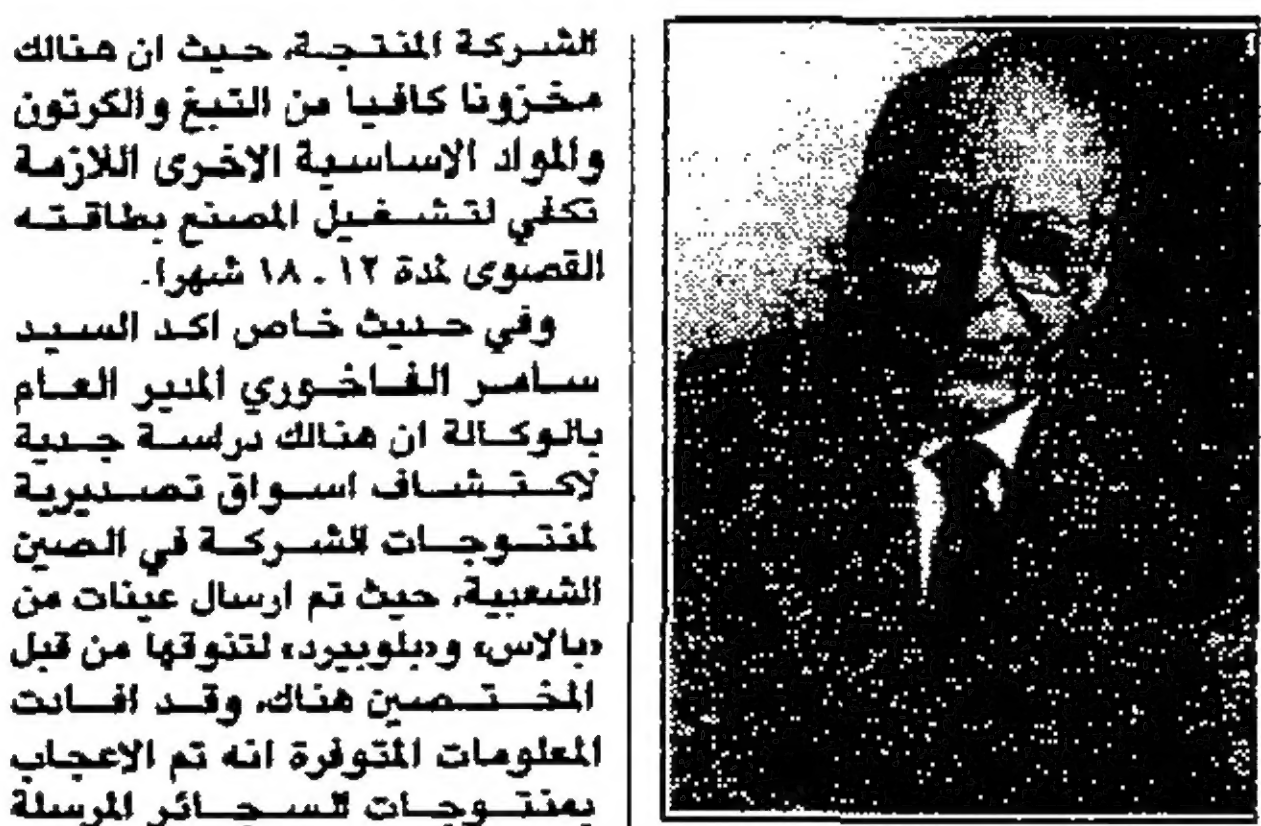 الشركة المنتجة، حيث ان هنالك
مخزونا كافيا من التبغ والكرتون
والمواد الاساسية الاخرى اللازمة
تكفي لتشغيل المصنع بطاقته
القصوى لمدة ١٢ - ١٨ شهرا.
وفي حديث خاص اكد السيد
سامر الفاخوري المدير العام
بالوكالة ان هنالك دراسة جدية
لاكتشاف اسواق تصديرية
لمنتوجات الشركة في الصين
الشعبية، حيث تم ارسال عينات من
«بالاس» و«بلوبيرد» لتذوقها من قبل
المختصين هناك، وقد افادت
المعلومات المتوفرة انه تم الاعجاب
بمنتوجات السجائر المرسلة